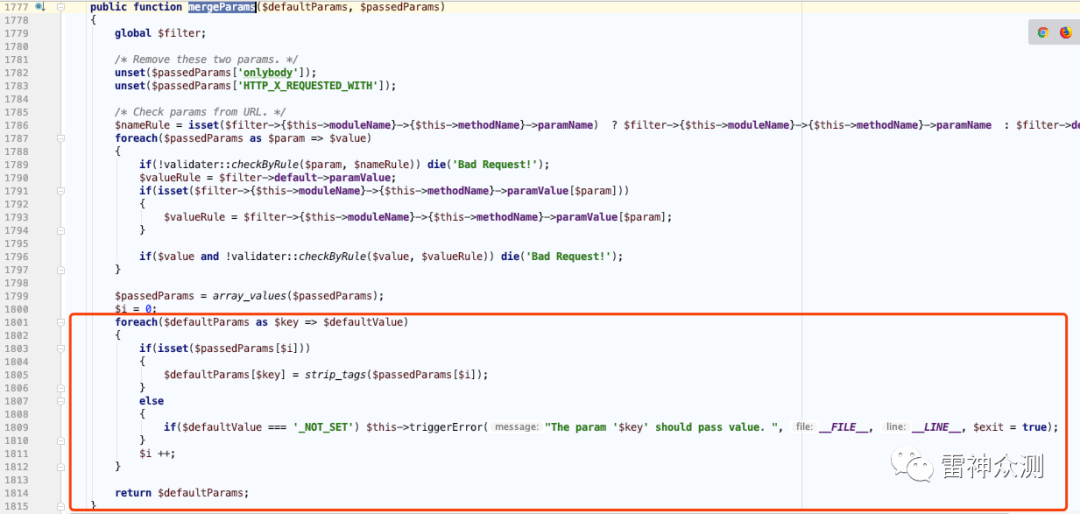 1777 public function mergeParams($defaultParams, $passedParams)
1778 {
1779 global $filter;
1780
1781 /* Remove these two params. */
1782 unset($passedParams['onlybody']);
1783 unset($passedParams['HTTP_X_REQUESTED_WITH']);
1784
1785 /* Check params from URL. */
1786 $nameRule = isset($filter->{$this->moduleName}->{$this->methodName}->paramName) ? $filter->{$this->moduleName}->{$this->methodName}->paramName : $filter->de
1787 foreach($passedParams as $param => $value)
1788 {
1789 if(!validater::checkByRule($param, $nameRule)) die('Bad Request!');
1790 $valueRule = $filter->default->paramValue;
1791 if(isset($filter->{$this->moduleName}->{$this->methodName}->paramValue[$param]))
1792 {
1793 $valueRule = $filter->{$this->moduleName}->{$this->methodName}->paramValue[$param];
1794 }
1795
1796 if($value and !validater::checkByRule($value, $valueRule)) die('Bad Request!');
1797 }
1798
1799 $passedParams = array_values($passedParams);
1800 $i = 0;
1801 foreach($defaultParams as $key => $defaultValue)
1802 {
1803 if(isset($passedParams[$i]))
1804 {
1805 $defaultParams[$key] = strip_tags($passedParams[$i]);
1806 }
1807 else
1808 {
1809 if($defaultValue === '_NOT_SET') $this->triggerError( message: "The param '$key' should pass value. ", file: __FILE__, line: __LINE__, $exit = true);
1810 }
1811 $i ++;
1812 }
1813
1814 return $defaultParams;
1815 }
雷神众测